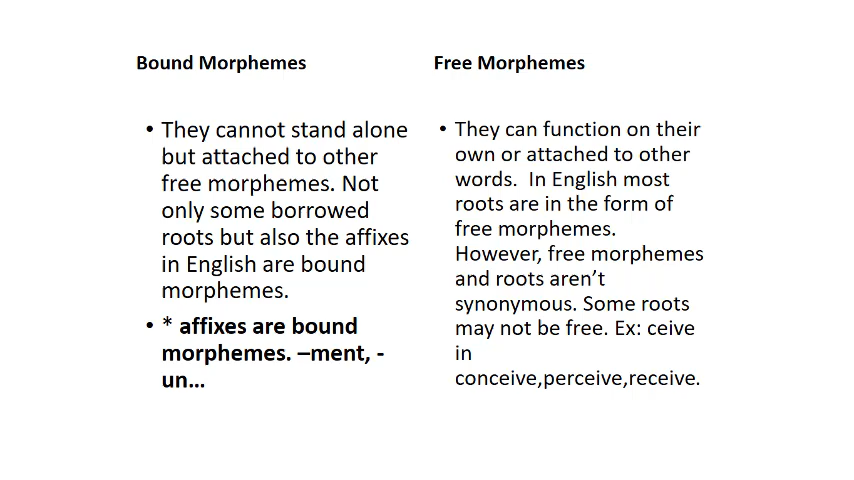 Bound Morphemes
• They cannot stand alone
but attached to other
free morphemes. Not
only some borrowed
roots but also the affixes
in English are bound
morphemes.
• * affixes are bound
morphemes. –ment, -
un…
Free Morphemes
• They can function on their
own or attached to other
words.  In English most
roots are in the form of
free morphemes.
However, free morphemes
and roots aren’t
synonymous. Some roots
may not be free. Ex: ceive
in
conceive,perceive,receive.